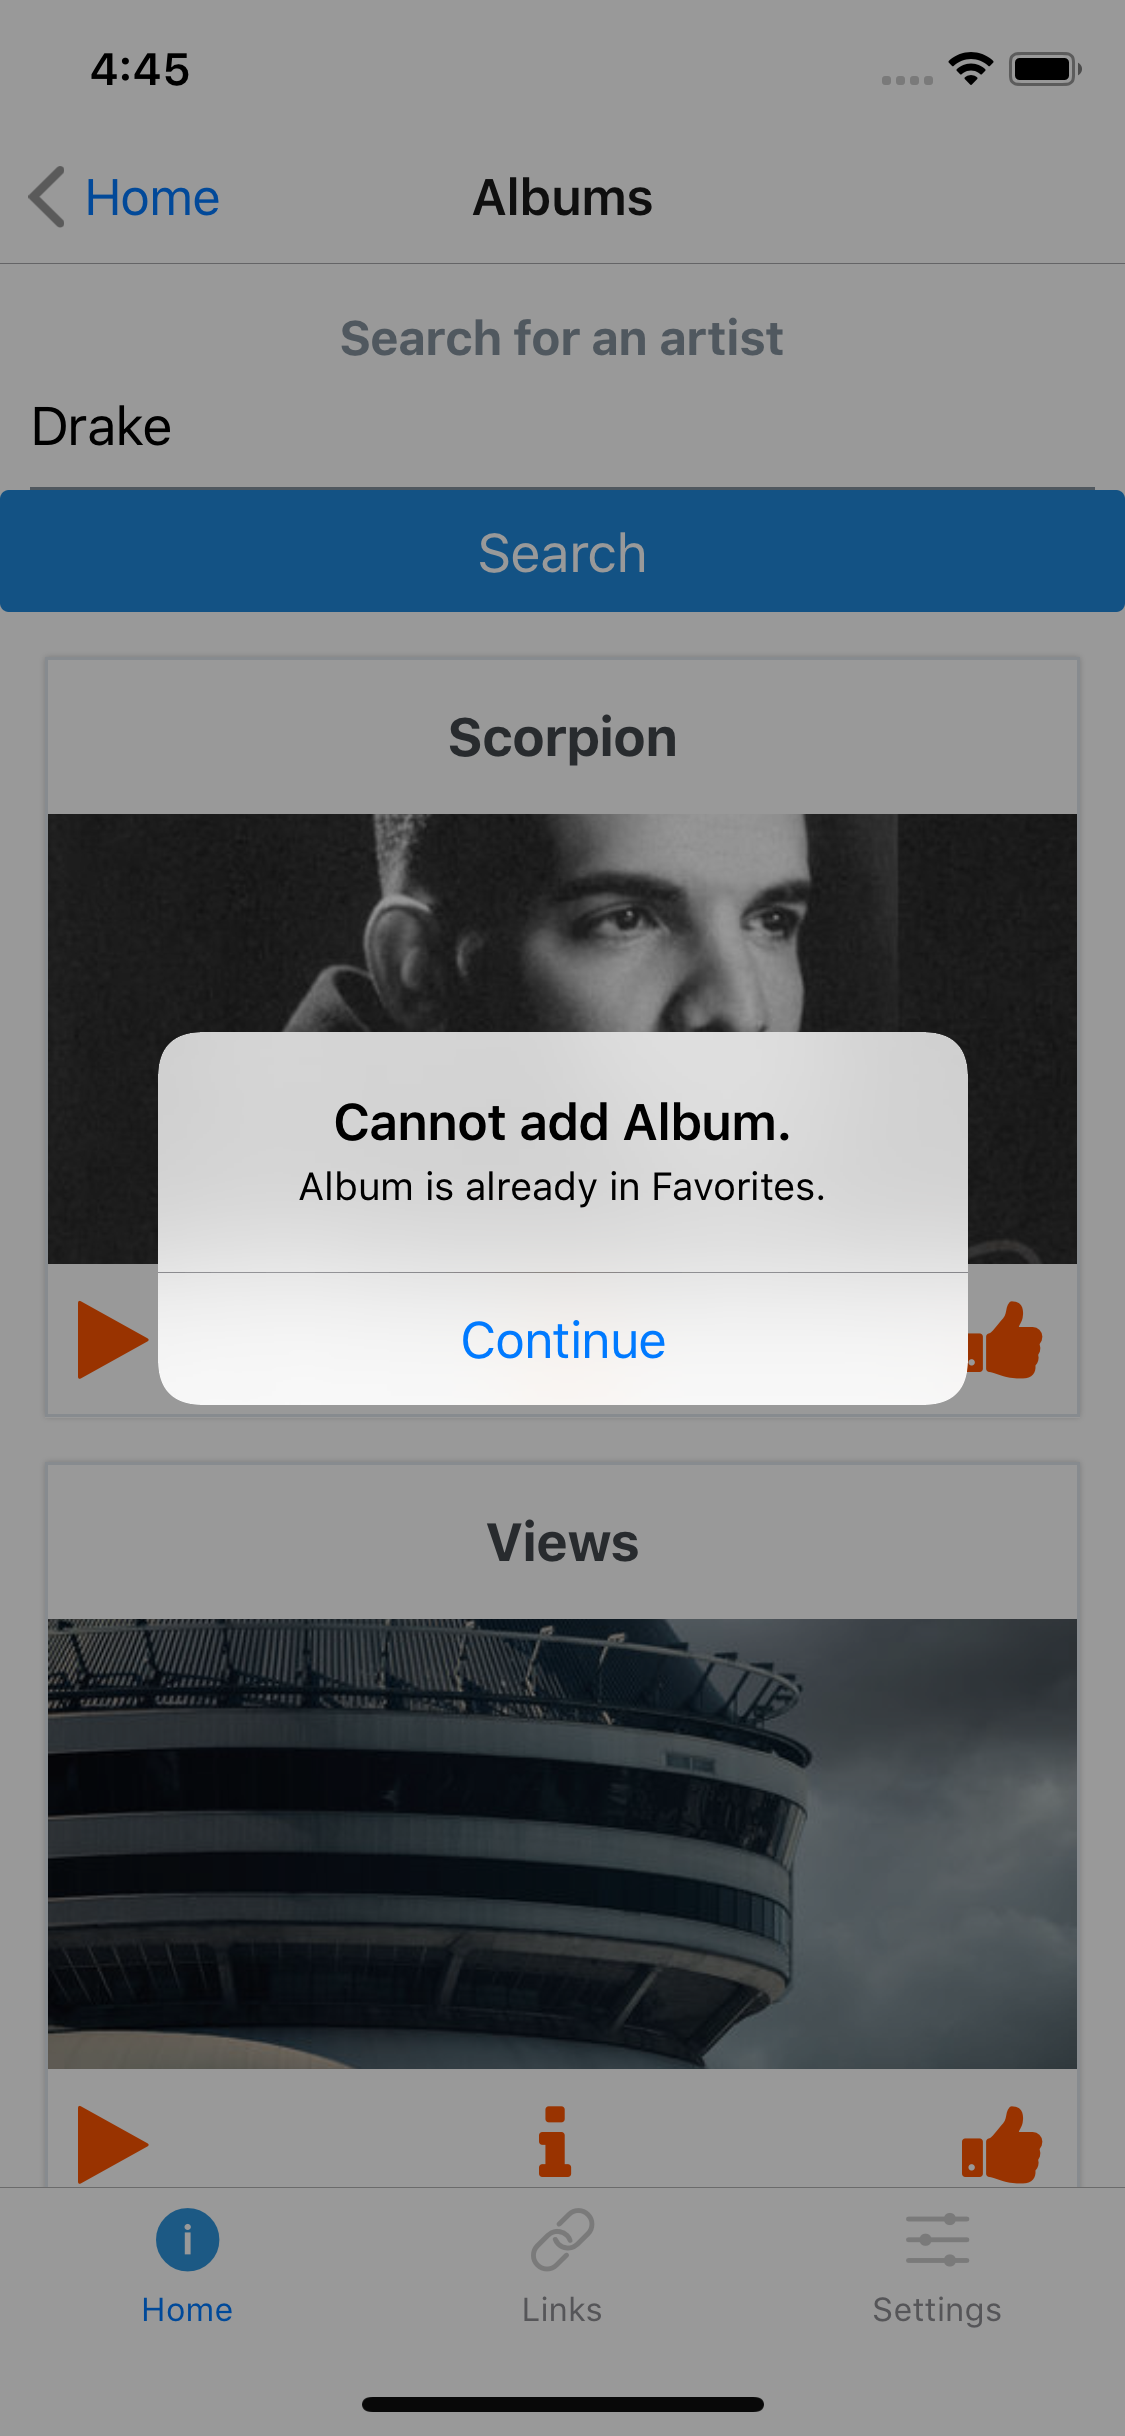 4:45
Home
Albums
Search for an artist
Drake
Search
Scorpion
Cannot add Album.
Album is already in Favorites.
Continue
Views
Home
Links
Settings